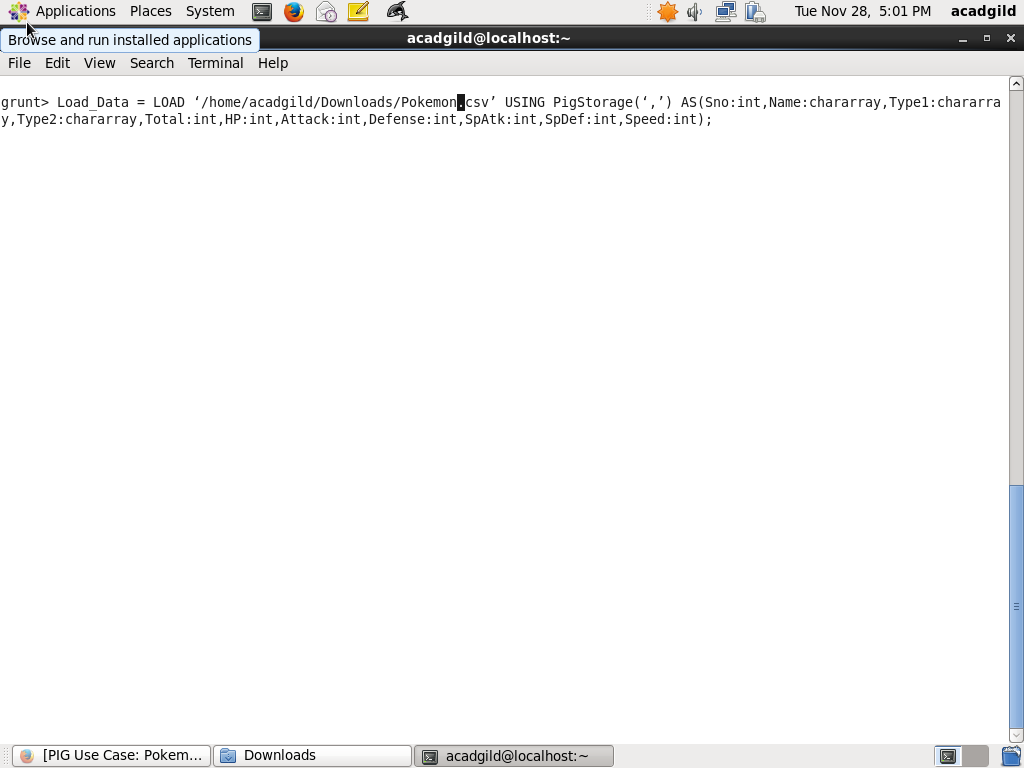 Applications Places System Tue Nov 28, 5:01 PM acadgild
Browse and run installed applications
acadgild@localhost:~
File Edit View Search Terminal Help
grunt> Load_Data = LOAD ‘/home/acadgild/Downloads/Pokemon.csv’ USING PigStorage(‘,’) AS(Sno:int,Name:chararray,Type1:chararra
y,Type2:chararray,Total:int,HP:int,Attack:int,Defense:int,SpAtk:int,SpDef:int,Speed:int);
[PIG Use Case: Pokem... Downloads acadgild@localhost:~